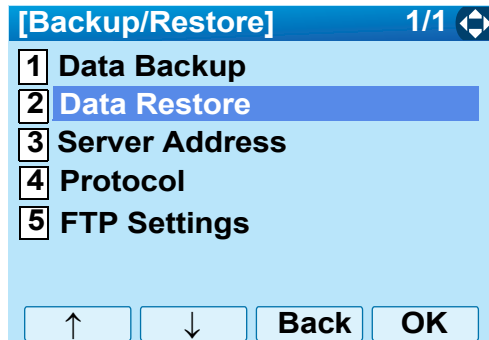 [Backup/Restore] 1/1
1 Data Backup
2 Data Restore
3 Server Address
4 Protocol
5 FTP Settings
↑ ↓ Back OK